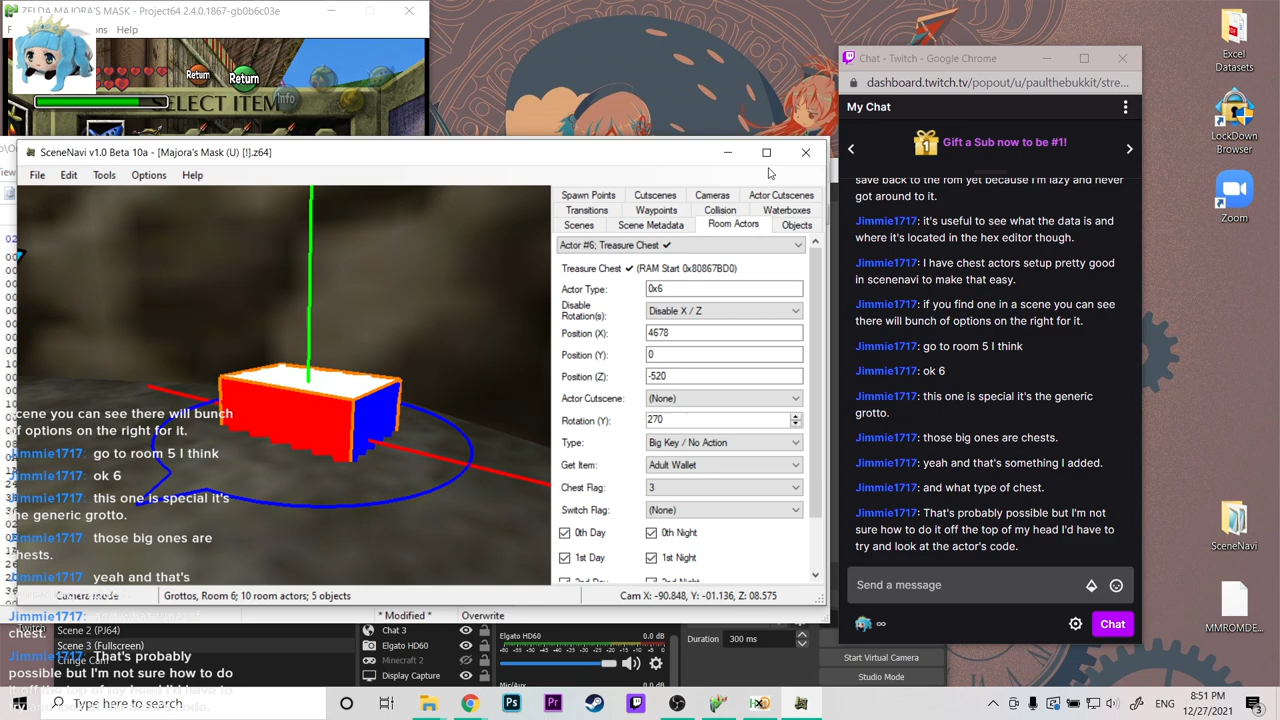 ZELDA MAJORA'S MASK - Project64 2.4.0.1867-gb0b6c03e
ons Help
Return
Return
SELECT ITEM
Info
SceneNavi v1.0 Beta 10a - [Majora's Mask (U) [!].z64]
File Edit Tools Options Help
Spawn Points Cutscenes Cameras Actor Cutscenes
Transitions Waypoints Collision Waterboxes
Scenes Scene Metadata Room Actors Objects
Actor #6; Treasure Chest ✔
Treasure Chest ✔ (RAM Start 0x80867BD0)
Actor Type: 0x6
Disable Rotation(s): Disable X / Z
Position (X): 4678
Position (Y): 0
Position (Z): -520
Actor Cutscene: (None)
Rotation (Y): 270
Type: Big Key / No Action
Get Item: Adult Wallet
Chest Flag: 3
Switch Flag: (None)
0th Day 0th Night
1st Day 1st Night
Grottos, Room 6; 10 room actors; 5 objects
Cam X: -90.848, Y: -01.136, Z: 08.575
scene you can see there will bunch
of options on the right for it.
Jimmie1717: go to room 5 I think
Jimmie1717: ok 6
Jimmie1717: this one is special it's
the generic grotto.
Jimmie1717: those big ones are
chests.
Jimmie1717: yeah and that's
Jimmie1717:
chest.
Jimmie1717: That's probably
possible but I'm not sure how to do
* Modified * Overwrite
Scene 2 (PJ64)
Scene 3 (Fullscreen)
Cringe Cam
Chat 3
Elgato HD60
Minecraft 2
Display Capture
Elgato HD60 0.0 dB
Mic/Aux 0.0 dB
Duration 300 ms
Start Virtual Camera
Studio Mode
Chat - Twitch - Google Chrome
dashboard.twitch.tv/popout/u/paulthebukkit/stre...
My Chat
1
Gift a Sub now to be #1!
save back to the rom yet because I'm lazy and never
got around to it.
Jimmie1717: it's useful to see what the data is and
where it's located in the hex editor though.
Jimmie1717: I have chest actors setup pretty good
in scenenavi to make that easy.
Jimmie1717: if you find one in a scene you can see
there will bunch of options on the right for it.
Jimmie1717: go to room 5 I think
Jimmie1717: ok 6
Jimmie1717: this one is special it's the generic
grotto.
Jimmie1717: those big ones are chests.
Jimmie1717: yeah and that's something I added.
Jimmie1717: and what type of chest.
Jimmie1717: That's probably possible but I'm not
sure how to do it off the top of my head I'd have to
try and look at the actor's code.
Send a message
∞
Chat
Excel
Datasets
LockDown
Browser
Zoom
SceneNavi
MMROMDE...
Type here to search
8:51 PM
12/27/2021
3